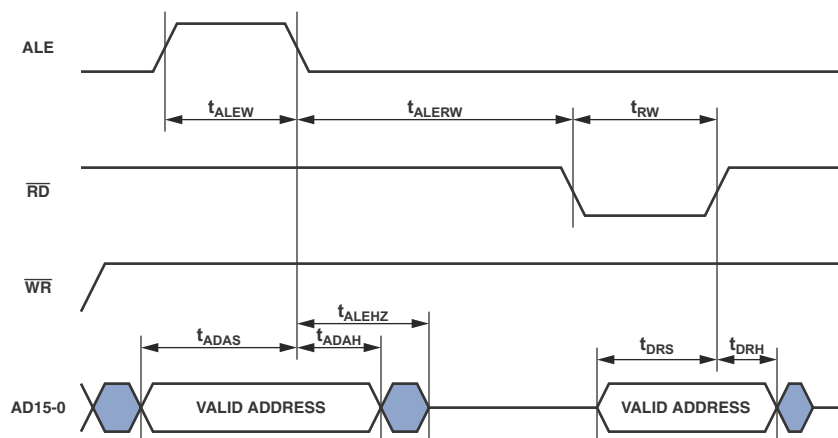 ALE
tALEW
tALERW
tRW
RD
WR
tALEHZ
tADAS
tADAH
tDRS
tDRH
AD15-0
VALID ADDRESS
VALID ADDRESS